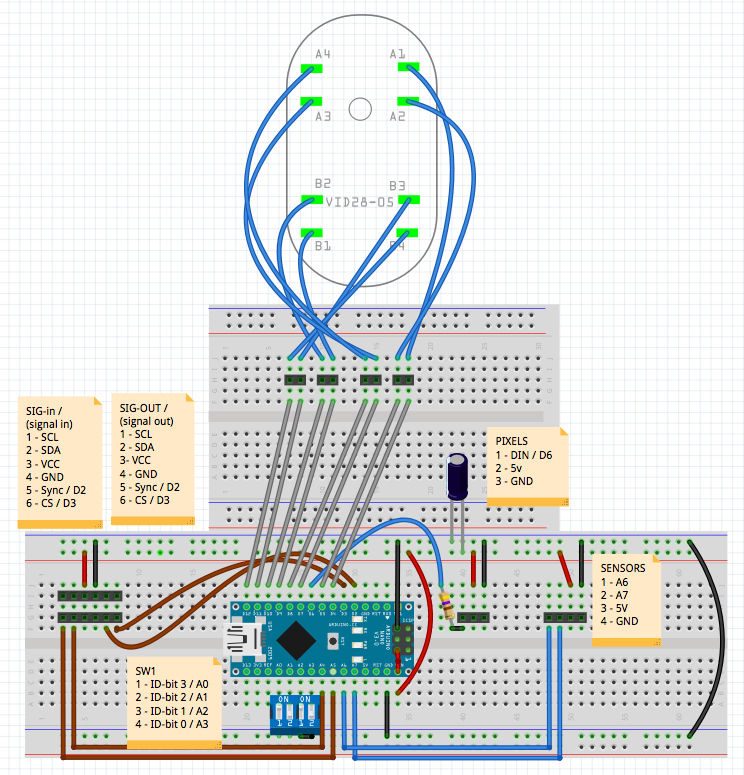 A4
A1
A3
A2
B2
B3
VID28-05
B1
B4
SIG-in /
(signal in)
1 - SCL
2 - SDA
3- VCC
4 - GND
5 - Sync / D2
6 - CS / D3
SIG-OUT /
(signal out)
1 - SCL
2 - SDA
3- VCC
4 - GND
5 - Sync / D2
6 - CS / D3
PIXELS
1 - DIN / D6
2 - 5v
3 - GND
SENSORS
1 - A6
2 - A7
3 - 5V
4 - GND
ARDUINO
NANO
V3.0
SW1
1 - ID-bit 3 / A0
2 - ID-bit 2 / A1
3 - ID-bit 1 / A2
4 - ID-bit 0 / A3
ON ON